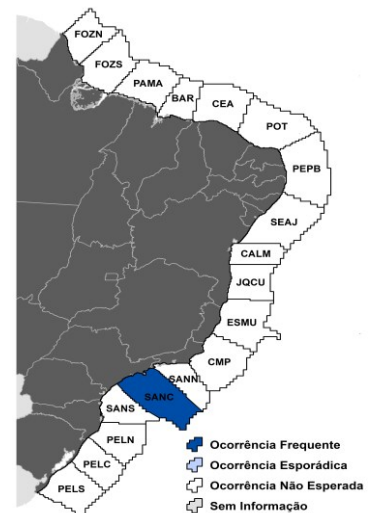 FOZN
FOZS
PAMA
BAR
CEA
POT
PEPB
SEAJ
CALM
JQCU
ESMU
CMP
SANN
SANC
SANS
PELN
PELC
PELS
Ocorrência Frequente
Ocorrência Esporádica
Ocorrência Não Esperada
Sem Informação